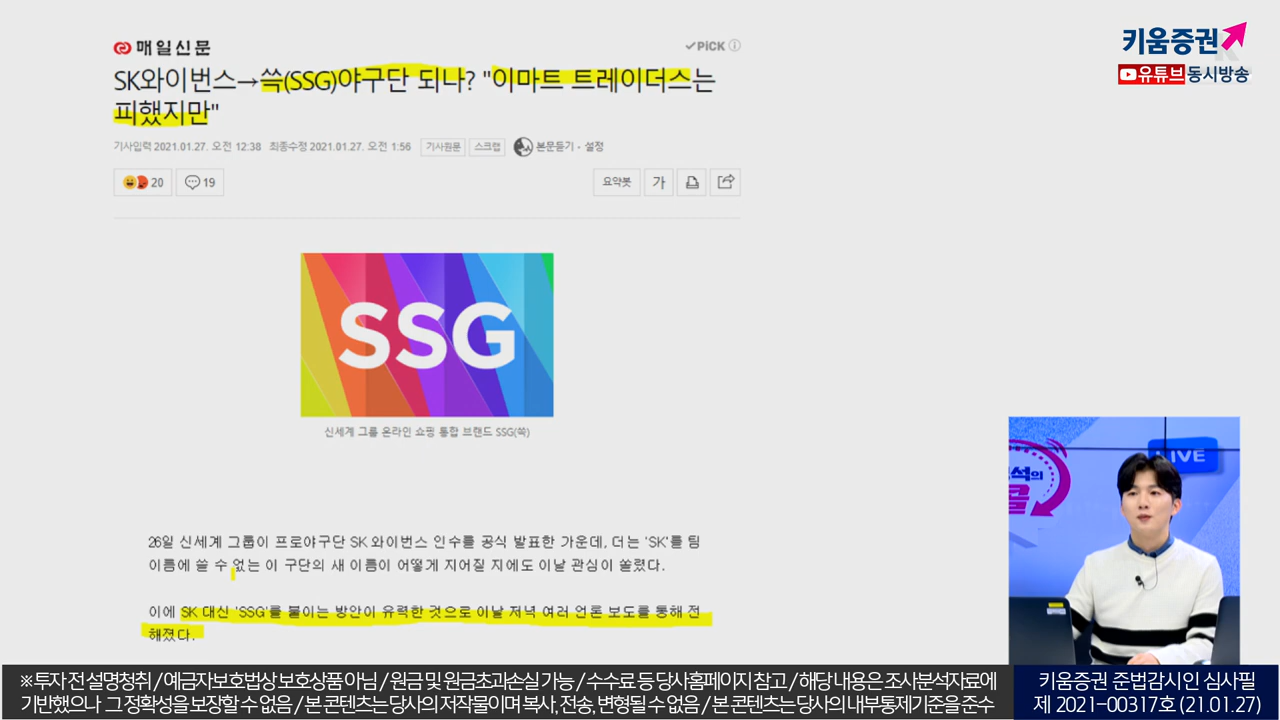 매일신문
✓PiCK ⓘ
SK와이번스→쓱(SSG)야구단 되나? "이마트 트레이더스는
피했지만"
기사입력 2021.01.27. 오전 12:38 최종수정 2021.01.27. 오전 1:56 기사원문 스크랩 본문듣기 - 설정
20 19
요약봇 가
SSG
신세계 그룹 온라인 쇼핑 통합 브랜드 SSG(쓱)
26일 신세계 그룹이 프로야구단 SK 와이번스 인수를 공식 발표한 가운데, 더는 'SK'를 팀
이름에 쓸 수 없는 이 구단의 새 이름이 어떻게 지어질 지에도 이날 관심이 쏠렸다.
이에 SK 대신 'SSG'를 붙이는 방안이 유력한 것으로 이날 저녁 여러 언론 보도를 통해 전
해졌다.
키움증권
유튜브동시방송
LIVE
석의
콜
※투자 전 설명청취 / 예금자보호법상 보호상품 아님 / 원금 및 원금초과손실 가능 / 수수료 등 당사홈페이지 참고 / 해당 내용은 조사분석자료에
기반했으나 그 정확성을 보장할 수 없음 / 본 콘텐츠는 당사의 저작물이며 복사, 전송, 변형될 수 없음 / 본 콘텐츠는 당사의 내부통제기준을 준수
키움증권 준법감시인 심사필
제 2021-00317호 (21.01.27)